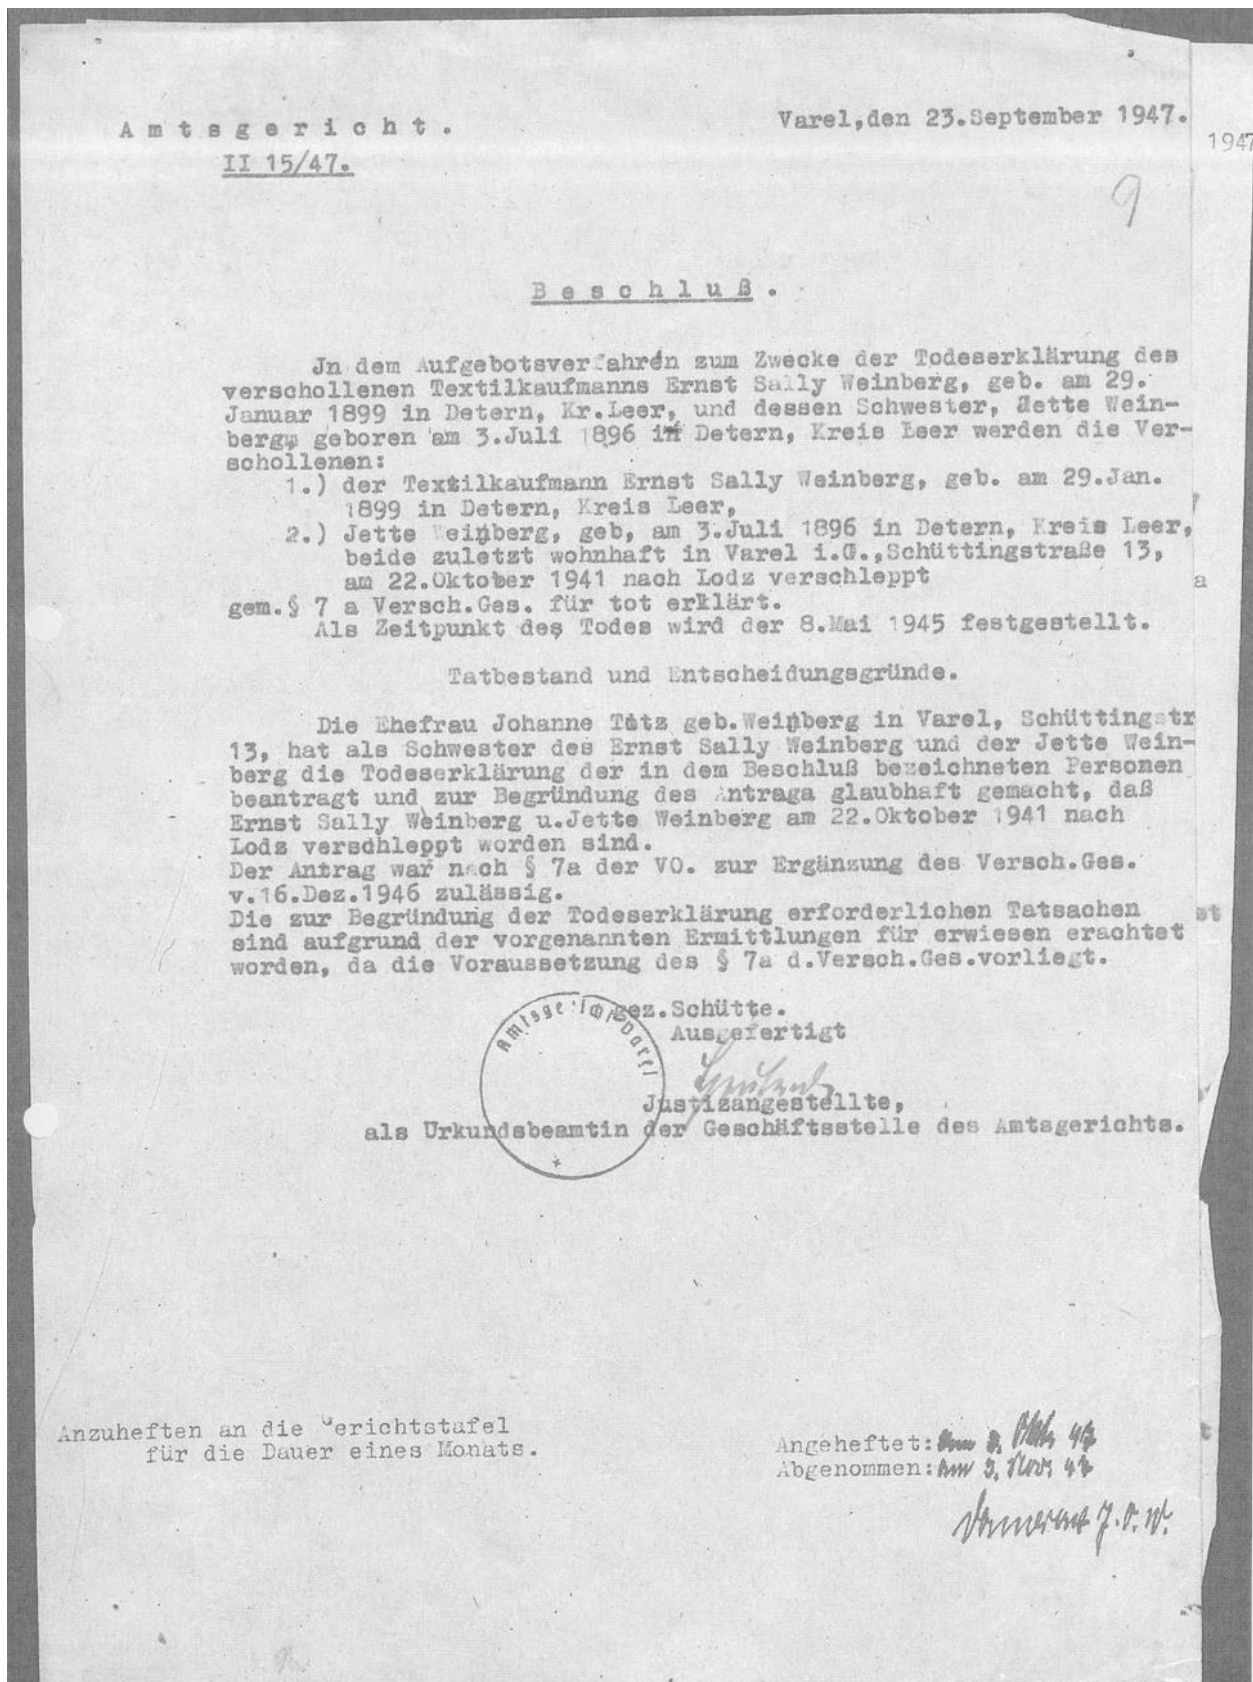 Amtsgericht.
Varel,den 23.September 1947.
1947
II 15/47.
9
Beschluß.
Jn dem Aufgebotsverfahren zum Zwecke der Todeserklärung des
verschollenen Textilkaufmanns Ernst Sally Weinberg, geb. am 29.
Januar 1899 in Detern, Kr.Leer, und dessen Schwester, Jette Wein-
berg, geboren am 3.Juli 1896 in Detern, Kreis Leer werden die Ver-
schollenen:
1.) der Textilkaufmann Ernst Sally Weinberg, geb. am 29.Jan.
1899 in Detern, Kreis Leer,
2.) Jette Weinberg, geb, am 3.Juli 1896 in Detern, Kreis Leer,
beide zuletzt wohnhaft in Varel i.O.,Schüttingstraße 13,
am 22.Oktober 1941 nach Lodz verschleppt
a
gem.§ 7 a Versch.Ges. für tot erklärt.
Als Zeitpunkt des Todes wird der 8.Mai 1945 festgestellt.
Tatbestand und Entscheidungsgründe.
Die Ehefrau Johanne geb.Weinberg in Varel, Schüttingstr
13, hat als Schwester des Ernst Sally Weinberg und der Jette Wein-
berg die Todeserklärung der in dem Beschluß bezeichneten Personen
beantragt und zur Begründung des Antraga glaubhaft gemacht, daß
Ernst Sally Weinberg u.Jette Weinberg am 22.Oktober 1941 nach
Lodz verschleppt worden sind.
Der Antrag war nach § 7a der VO. zur Ergänzung des Versch.Ges.
v.16.Dez.1946 zulässig.
Die zur Begründung der Todeserklärung erforderlichen Tatsachen
st
sind aufgrund der vorgenannten Ermittlungen für erwiesen erachtet
worden, da die Voraussetzung des § 7a d.Versch.Ges.vorliegt.
gez.Schütte.
Amtsgericht Varel
Ausgefertigt
Justizangestellte,
als Urkundsbeamtin der Geschäftsstelle des Amtsgerichts.
Anzuheften an die Gerichtstafel
für die Dauer eines Monats.
t
Angeheftet: am 3. Okt. 47
Abgenommen: am 3. Nov. 47
J.O.W.